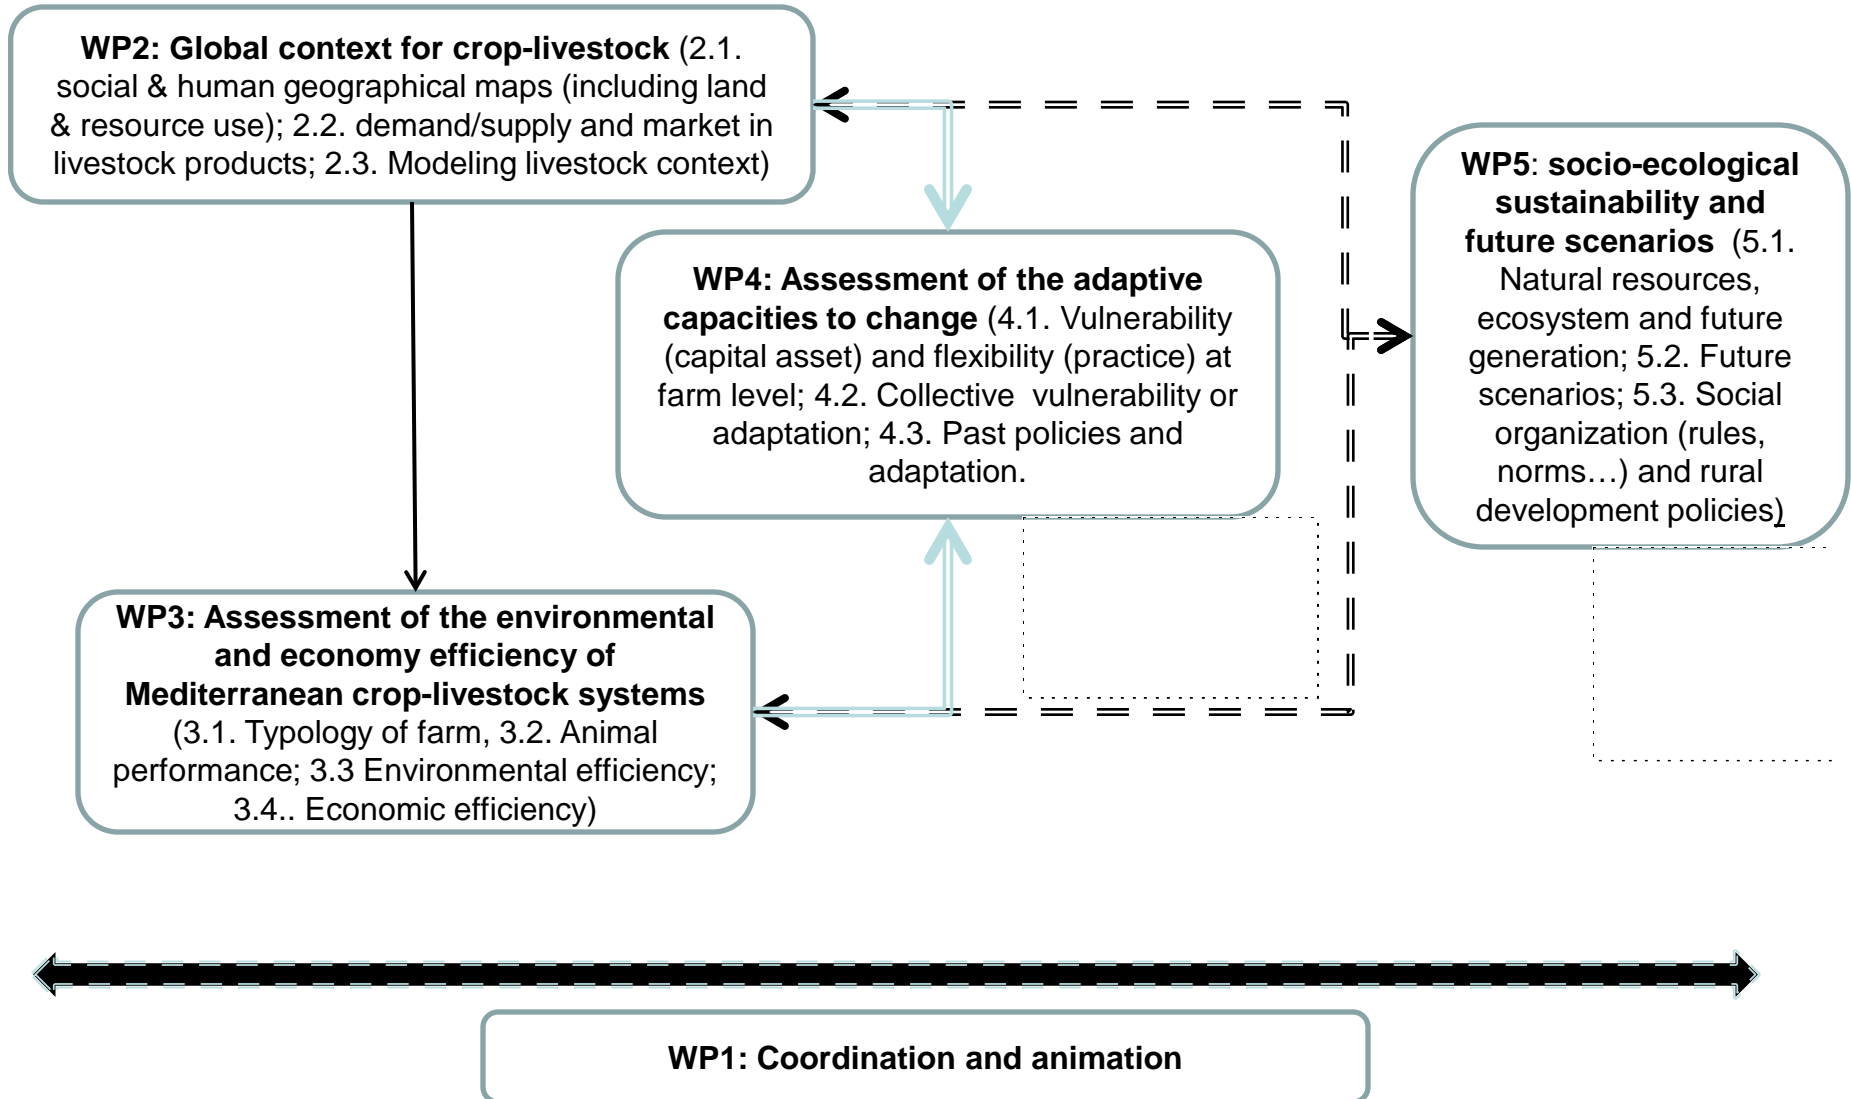 WP2: Global context for crop-livestock (2.1.
social & human geographical maps (including land
& resource use); 2.2. demand/supply and market in
livestock products; 2.3. Modeling livestock context)
WP4: Assessment of the adaptive
capacities to change (4.1. Vulnerability
(capital asset) and flexibility (practice) at
farm level; 4.2. Collective  vulnerability or
adaptation; 4.3. Past policies and
adaptation.
WP5: socio-ecological
sustainability and
future scenarios  (5.1.
Natural resources,
ecosystem and future
generation; 5.2. Future
scenarios; 5.3. Social
organization (rules,
norms…) and rural
development policies)
WP3: Assessment of the environmental
and economy efficiency of
Mediterranean crop-livestock systems
(3.1. Typology of farm, 3.2. Animal
performance; 3.3 Environmental efficiency;
3.4.. Economic efficiency)
WP1: Coordination and animation